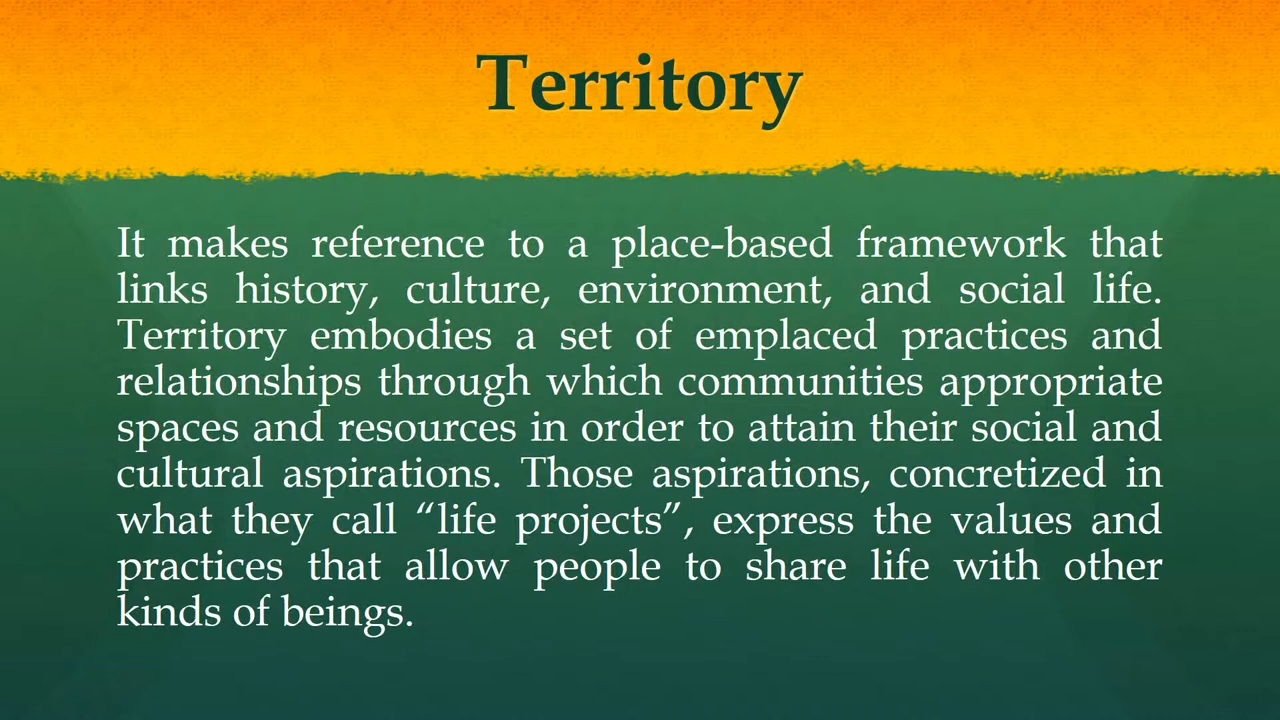 Territory
It makes reference to a place-based framework that
links history, culture, environment, and social life.
Territory embodies a set of emplaced practices and
relationships through which communities appropriate
spaces and resources in order to attain their social and
cultural aspirations. Those aspirations, concretized in
what they call “life projects”, express the values and
practices that allow people to share life with other
kinds of beings.